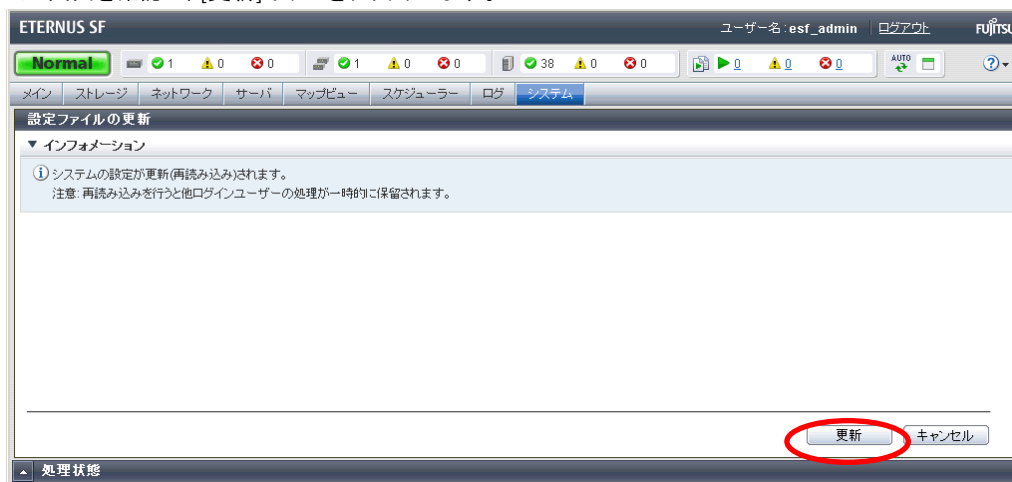 ETERNUS SF ユーザー名:esf_admin ログアウト FUJITSU
Normal 1 0 0 1 0 0 38 0 0 0 0 0 AUTO
メイン ストレージ ネットワーク サーバ マップビュー スケジューラー ログ システム
設定ファイルの更新
▼ インフォメーション
システムの設定が更新(再読み込み)されます。
注意: 再読み込みを行うと他ログインユーザーの処理が一時的に保留されます。
更新 キャンセル
処理状態